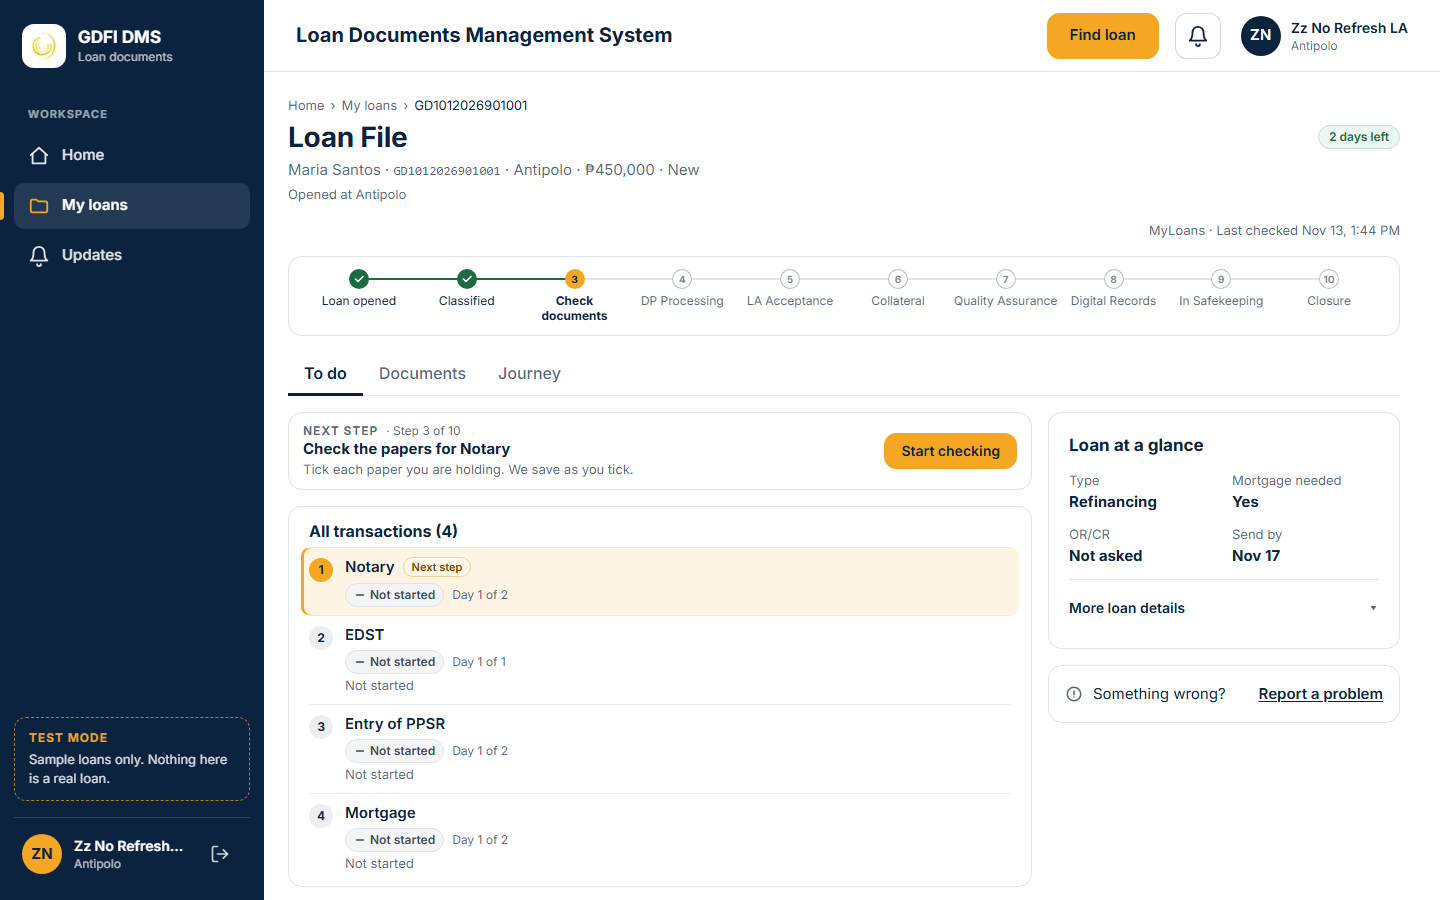 GDFI DMS
Loan documents
WORKSPACE
Home
My loans
Updates
TEST MODE
Sample loans only. Nothing here
is a real loan.
ZN
Zz No Refresh...
Antipolo
Loan Documents Management System
Find loan
ZN
Zz No Refresh LA
Antipolo
Home › My loans › GD1012026901001
Loan File
2 days left
Maria Santos · GD1012026901001 · Antipolo · ₱450,000 · New
Opened at Antipolo
MyLoans · Last checked Nov 13, 1:44 PM
3 4 5 6 7 8 9 10
Loan opened Classified Check documents DP Processing LA Acceptance Collateral Quality Assurance Digital Records In Safekeeping Closure
To do Documents Journey
NEXT STEP · Step 3 of 10
Check the papers for Notary
Tick each paper you are holding. We save as you tick.
Start checking
All transactions (4)
1 Notary Next step
– Not started Day 1 of 2
2 EDST
– Not started Day 1 of 1
Not started
3 Entry of PPSR
– Not started Day 1 of 2
Not started
4 Mortgage
– Not started Day 1 of 2
Not started
Loan at a glance
Type Mortgage needed
Refinancing Yes
OR/CR Send by
Not asked Nov 17
More loan details
Something wrong? Report a problem